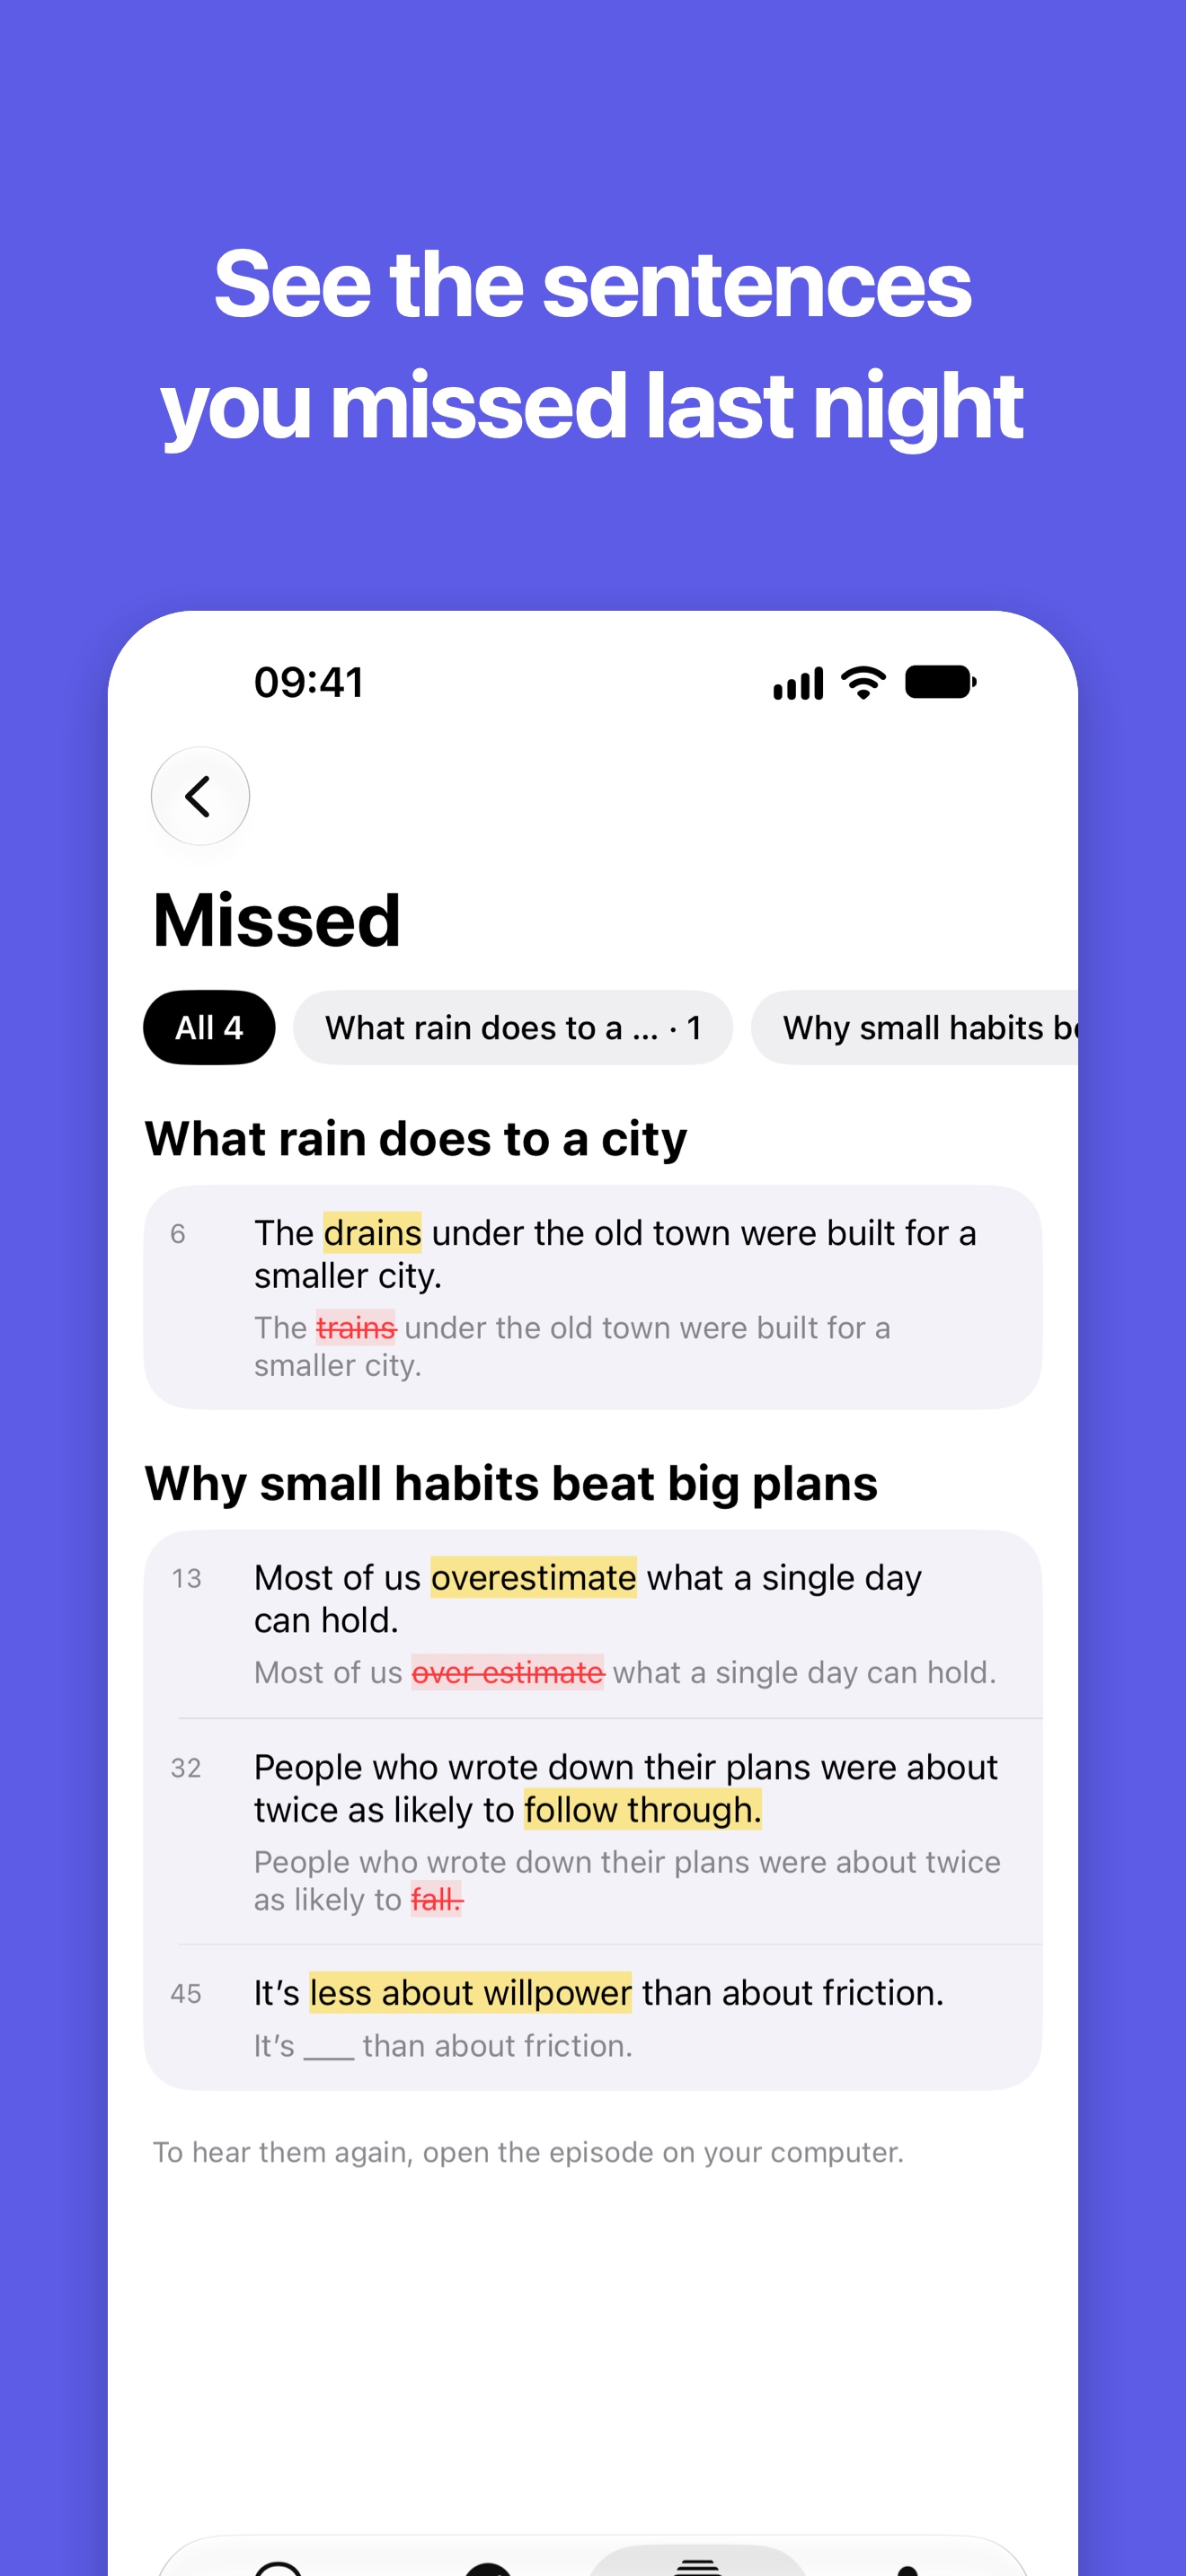 See the sentences
you missed last night
09:41
Missed
All 4
What rain does to a ... · 1
Why small habits be
What rain does to a city
6
The drains under the old town were built for a
smaller city.
The trains under the old town were built for a
smaller city.
Why small habits beat big plans
13
Most of us overestimate what a single day
can hold.
Most of us over estimate what a single day can hold.
32
People who wrote down their plans were about
twice as likely to follow through.
People who wrote down their plans were about twice
as likely to fall.
45
It’s less about willpower than about friction.
It’s ___ than about friction.
To hear them again, open the episode on your computer.